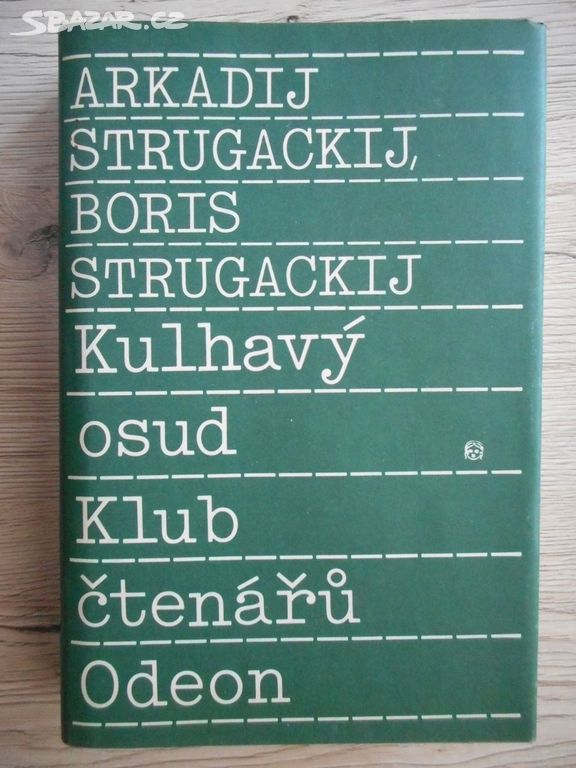 SBAZAR.CZ
ARKADIJ
STRUGACKIJ,
BORIS
STRUGACKIJ
Kulhavý
osud
Klub
čtenářů
Odeon